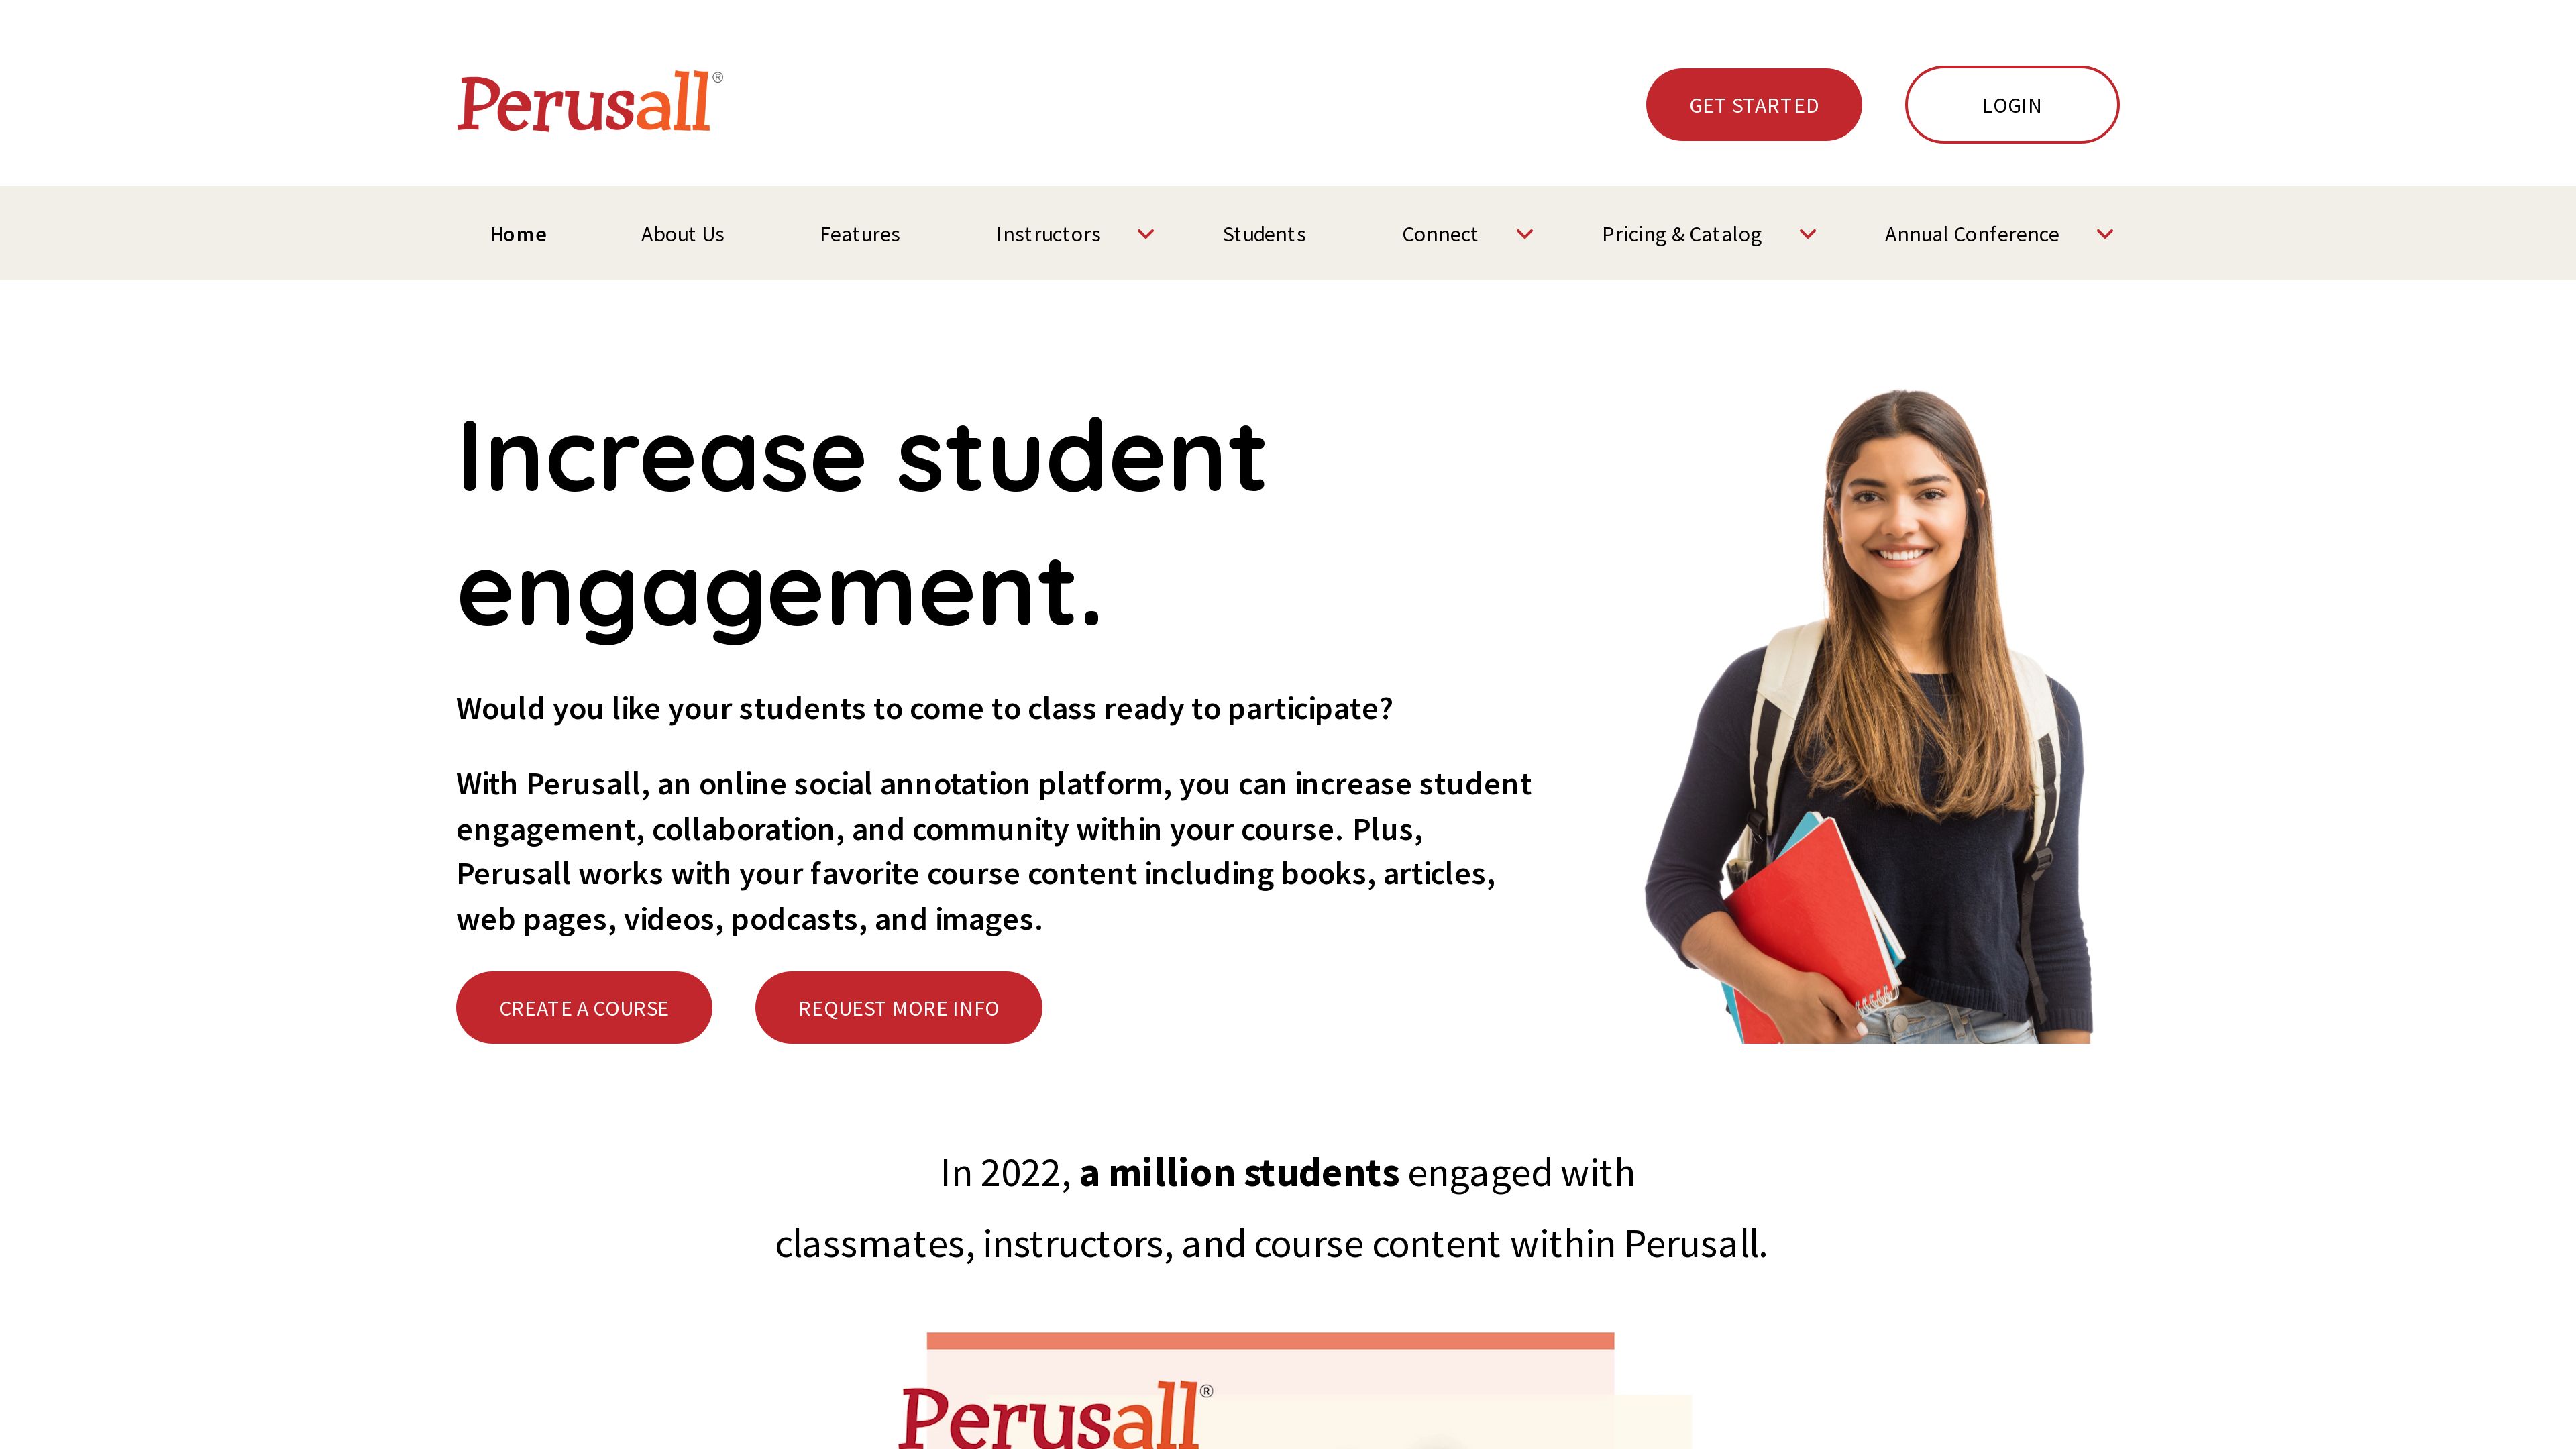 Perusall®
GET STARTED
LOGIN
Home
About Us
Features
Instructors
Students
Connect
Pricing & Catalog
Annual Conference
Increase student
engagement.
Would you like your students to come to class ready to participate?
With Perusall, an online social annotation platform, you can increase student
engagement, collaboration, and community within your course. Plus,
Perusall works with your favorite course content including books, articles,
web pages, videos, podcasts, and images.
CREATE A COURSE
REQUEST MORE INFO
In 2022, a million students engaged with
classmates, instructors, and course content within Perusall.
Perusall®